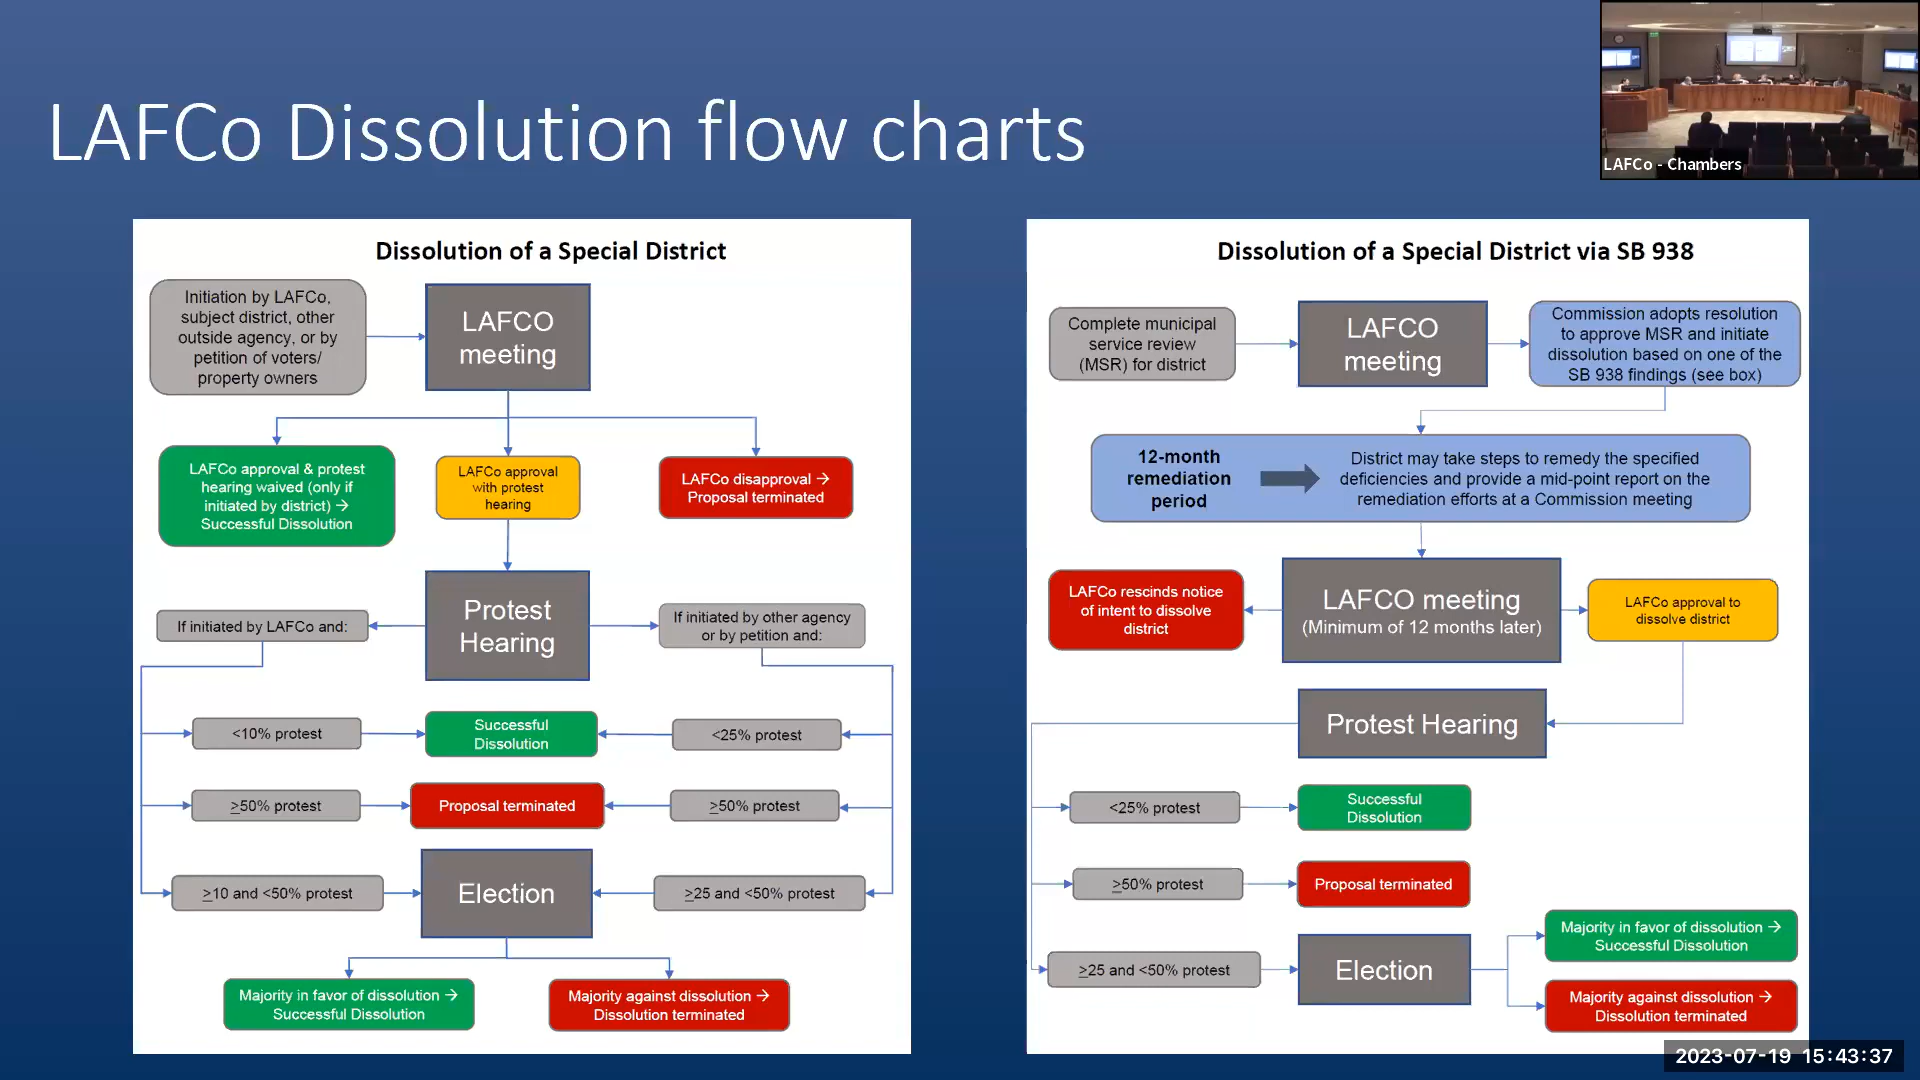 LAFCo Dissolution flow charts
LAFCo - Chambers
Dissolution of a Special District
Initiation by LAFCo,
subject district, other
outside agency, or by
petition of voters/
property owners
LAFCO
meeting
LAFCo approval & protest
hearing waived (only if
initiated by district) →
Successful Dissolution
LAFCo approval
with protest
hearing
LAFCo disapproval →
Proposal terminated
Protest
Hearing
If initiated by LAFCo and:
If initiated by other agency
or by petition and:
<10% protest
Successful
Dissolution
<25% protest
≥50% protest
Proposal terminated
≥50% protest
≥10 and <50% protest
Election
≥25 and <50% protest
Majority in favor of dissolution →
Successful Dissolution
Majority against dissolution →
Dissolution terminated
Dissolution of a Special District via SB 938
Complete municipal
service review
(MSR) for district
LAFCO
meeting
Commission adopts resolution
to approve MSR and initiate
dissolution based on one of the
SB 938 findings (see box)
12-month
remediation
period
District may take steps to remedy the specified
deficiencies and provide a mid-point report on the
remediation efforts at a Commission meeting
LAFCo rescinds notice
of intent to dissolve
district
LAFCO meeting
(Minimum of 12 months later)
LAFCo approval to
dissolve district
Protest Hearing
<25% protest
Successful
Dissolution
≥50% protest
Proposal terminated
≥25 and <50% protest
Election
Majority in favor of dissolution →
Successful Dissolution
Majority against dissolution →
Dissolution terminated
2023-07-19 15:43:37